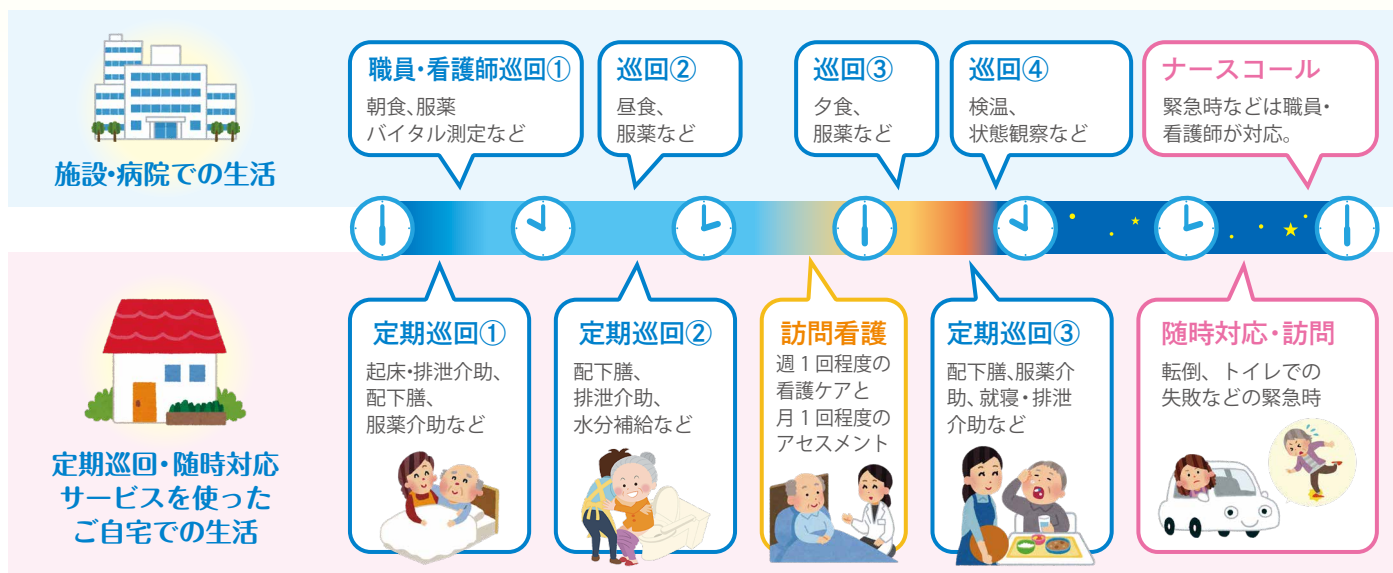 施設・病院での生活
職員・看護師巡回①
朝食、服薬
バイタル測定など
巡回②
昼食、
服薬など
巡回③
夕食、
服薬など
巡回④
検温、
状態観察など
ナースコール
緊急時などは職員・
看護師が対応。
定期巡回・随時対応
サービスを使った
ご自宅での生活
定期巡回①
起床・排泄介助、
配下膳、
服薬介助など
定期巡回②
配下膳、
排泄介助、
水分補給など
訪問看護
週1回程度の
看護ケアと
月1回程度の
アセスメント
定期巡回③
配下膳、服薬介
助、就寝・排泄
介助など
随時対応・訪問
転倒、トイレでの
失敗などの緊急時